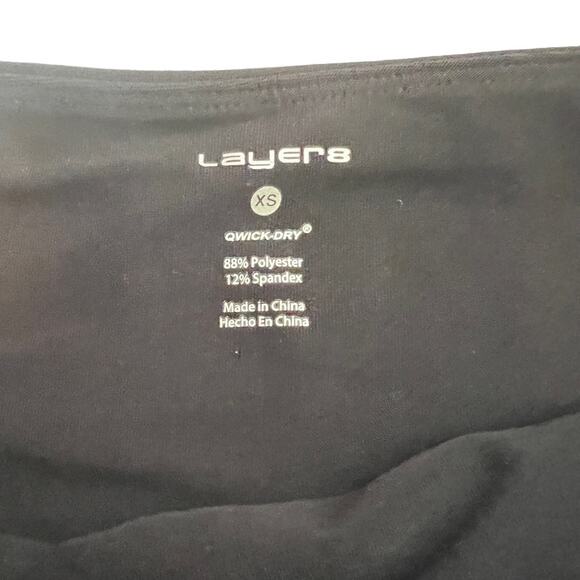 Layer8
XS
QWICK-DRY®
88% Polyester
12% Spandex
Made in China
Hecho En China